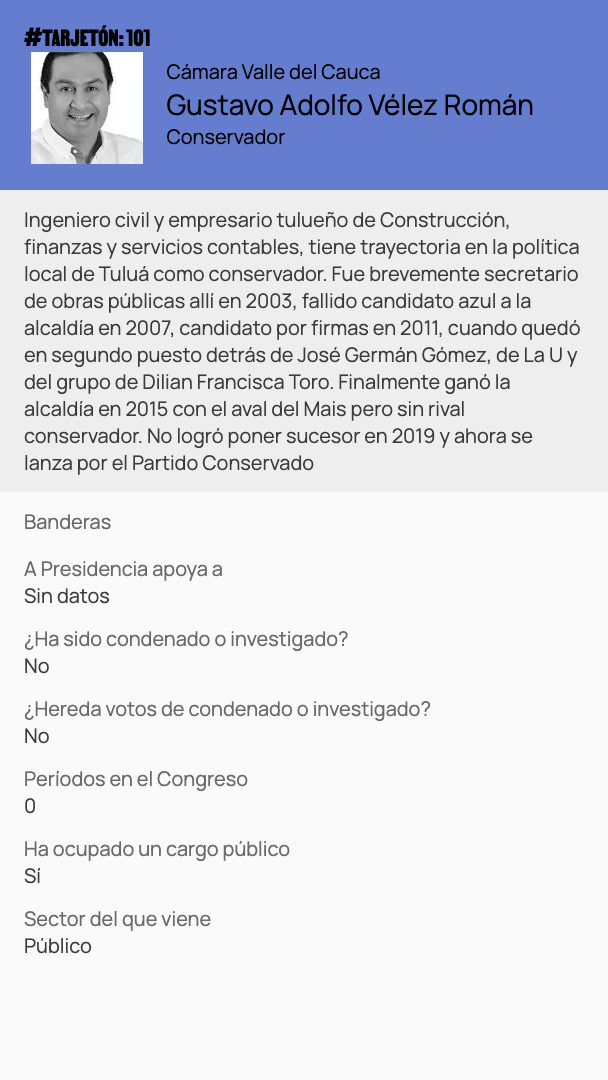 #TARJETÓN: 101
Cámara Valle del Cauca
Gustavo Adolfo Vélez Román
Conservador
Ingeniero civil y empresario tulueño de Construcción,
finanzas y servicios contables, tiene trayectoria en la política
local de Tuluá como conservador. Fue brevemente secretario
de obras públicas allí en 2003, fallido candidato azul a la
alcaldía en 2007, candidato por firmas en 2011, cuando quedó
en segundo puesto detrás de José Germán Gómez, de La U y
del grupo de Dilian Francisca Toro. Finalmente ganó la
alcaldía en 2015 con el aval del Mais pero sin rival
conservador. No logró poner sucesor en 2019 y ahora se
lanza por el Partido Conservado
Banderas
A Presidencia apoya a
Sin datos
¿Ha sido condenado o investigado?
No
¿Hereda votos de condenado o investigado?
No
Períodos en el Congreso
0
Ha ocupado un cargo público
Sí
Sector del que viene
Público